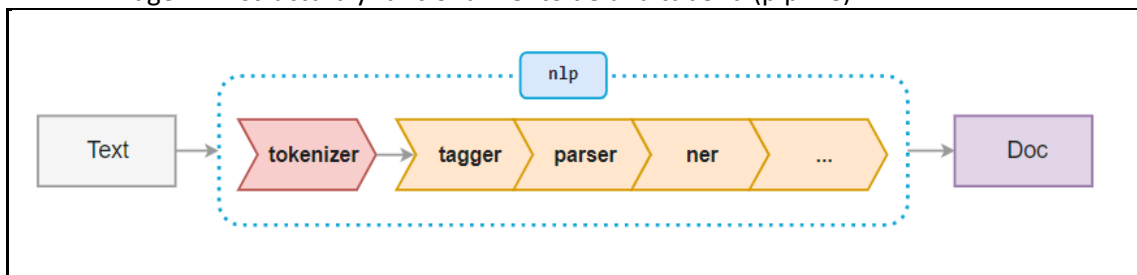 nlp
Text
tokenizer
tagger
parser
ner
...
Doc